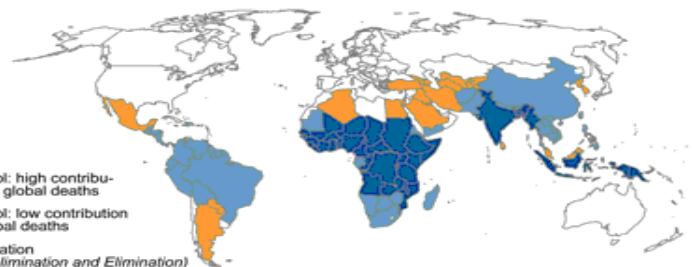 ol: high contribu-
global deaths
ol: low contribution
bal deaths
ation
limination and Elimination)